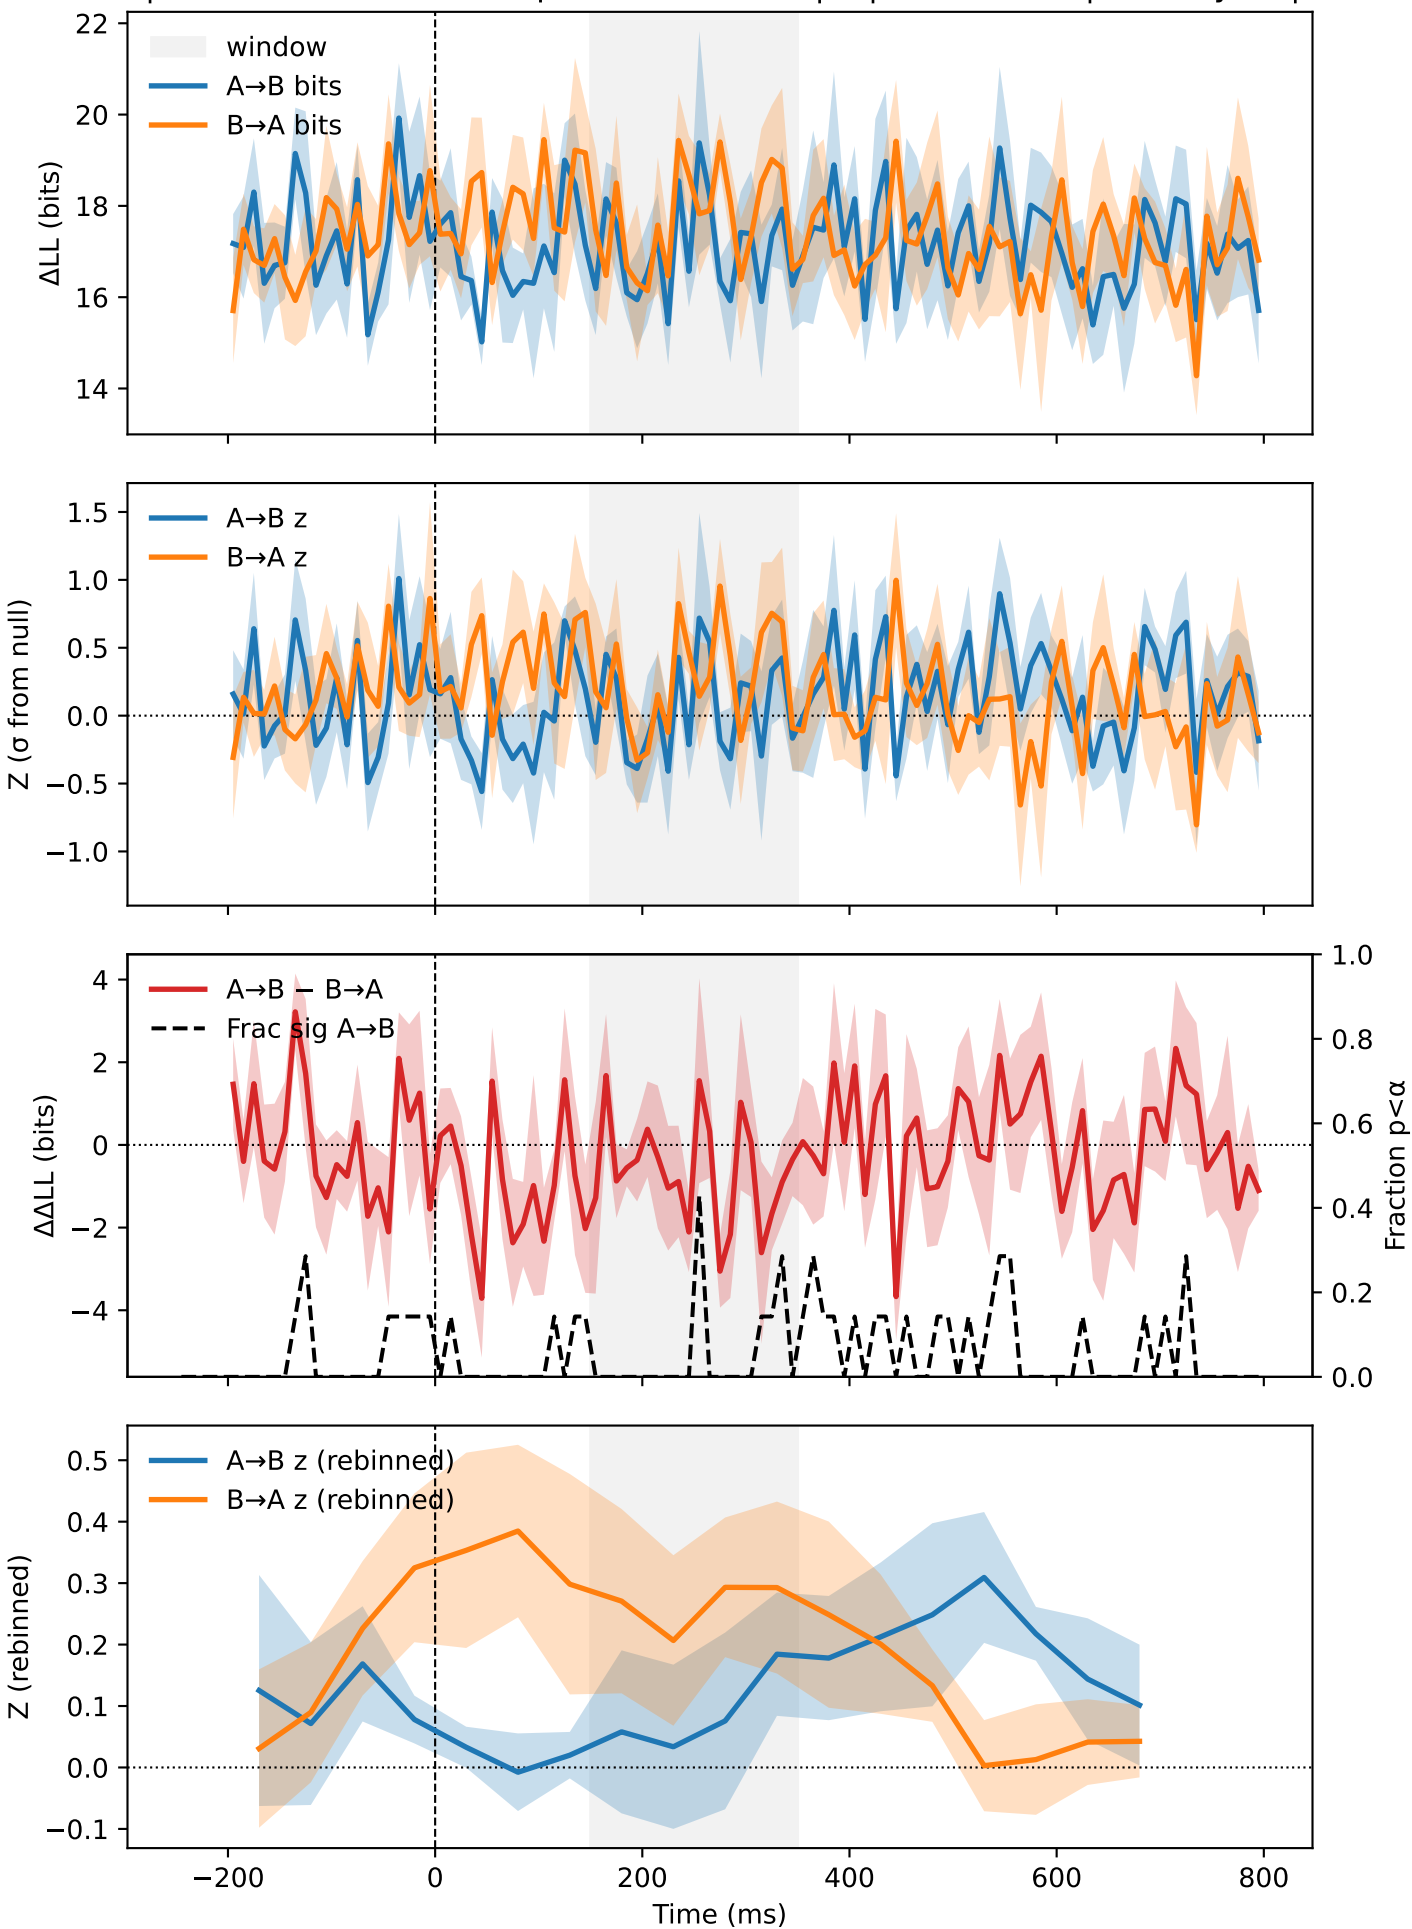 22
20
18
16
14
ΔLL (bits)
window
A→B bits
B→A bits
1.5
1.0
0.5
0.0
−0.5
−1.0
Z (σ from null)
A→B z
B→A z
4
2
0
−2
−4
ΔΔLL (bits)
A→B − B→A
Frac sig A→B
1.0
0.8
0.6
0.4
0.2
0.0
Fraction p<α
0.5
0.4
0.3
0.2
0.1
0.0
−0.1
Z (rebinned)
A→B z (rebinned)
B→A z (rebinned)
−200 0 200 400 600 800
Time (ms)